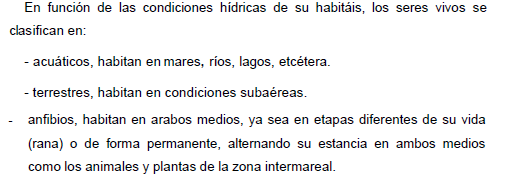 En función de las condiciones hídricas de su habitáis, los seres vivos se
clasifican en:
- acuáticos, habitan en mares, ríos, lagos, etcétera.
- terrestres, habitan en condiciones subaéreas.
- anfibios, habitan en arabos medios, ya sea en etapas diferentes de su vida
(rana) o de forma permanente, alternando su estancia en ambos medios
como los animales y plantas de la zona intermareal.